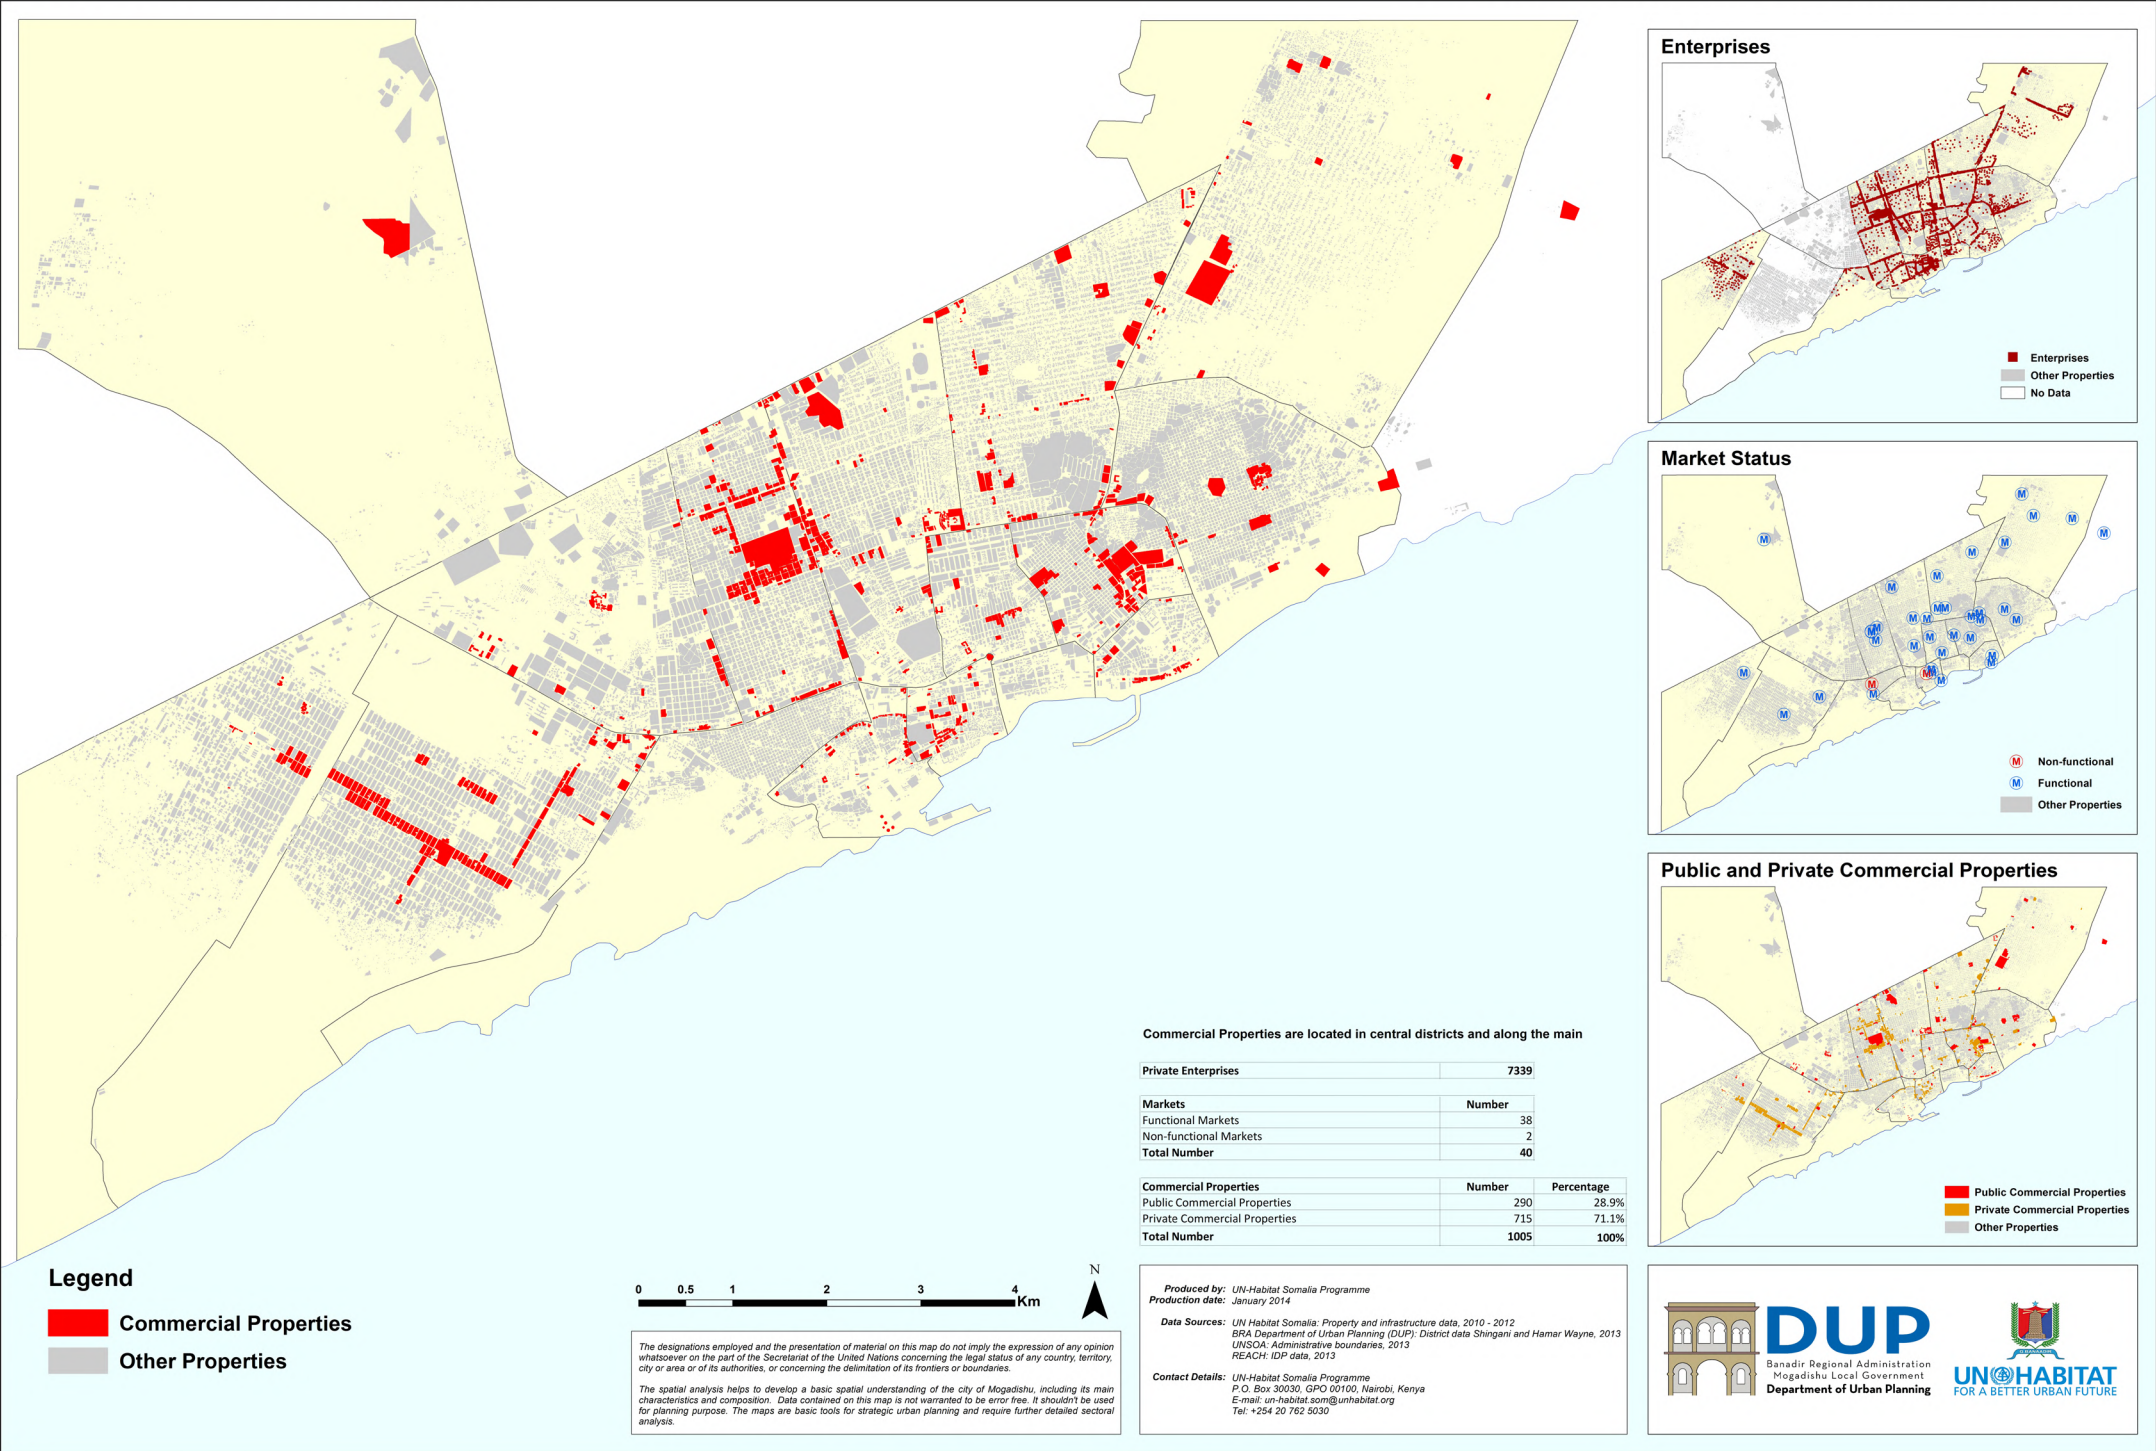 Enterprises
Enterprises
Other Properties
No Data
Market Status
M Non-functional
M Functional
Other Properties
Public and Private Commercial Properties
Public Commercial Properties
Private Commercial Properties
Other Properties
Commercial Properties are located in central districts and along the main
Private Enterprises 7339
Markets Number
Functional Markets 38
Non-functional Markets 2
Total Number 40
Commercial Properties Number Percentage
Public Commercial Properties 290 28.9%
Private Commercial Properties 715 71.1%
Total Number 1005 100%
Legend
Commercial Properties
Other Properties
0 0.5 1 2 3 4
Km
N
The designations employed and the presentation of material on this map do not imply the expression of any opinion
whatsoever on the part of the Secretariat of the United Nations concerning the legal status of any country, territory,
city or area or of its authorities, or concerning the delimitation of its frontiers or boundaries.
The spatial analysis helps to develop a basic spatial understanding of the city of Mogadishu, including its main
characteristics and composition. Data contained on this map is not warranted to be error free. It shouldn't be used
for planning purpose. The maps are basic tools for strategic urban planning and require further detailed sectoral
analysis.
Produced by: UN-Habitat Somalia Programme
Production date: January 2014
Data Sources: UN Habitat Somalia: Property and infrastructure data, 2010 - 2012
BRA Department of Urban Planning (DUP): District data Shingani and Hamar Wayne, 2013
UNSOA: Administrative boundaries, 2013
REACH: IDP data, 2013
Contact Details: UN-Habitat Somalia Programme
P.O. Box 30030, GPO 00100, Nairobi, Kenya
E-mail: un-habitat.som@unhabitat.org
Tel: +254 20 762 5030
DUP
Banadir Regional Administration
Mogadishu Local Government
Department of Urban Planning
UN HABITAT
FOR A BETTER URBAN FUTURE